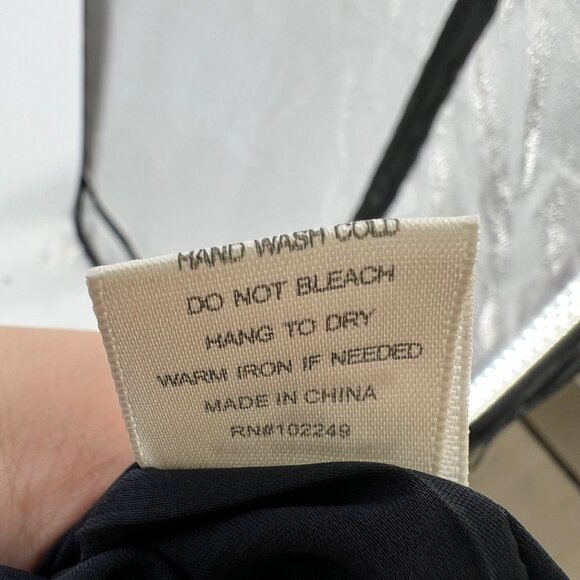 HAND WASH COLD
DO NOT BLEACH
HANG TO DRY
WARM IRON IF NEEDED
MADE IN CHINA
RN#102249